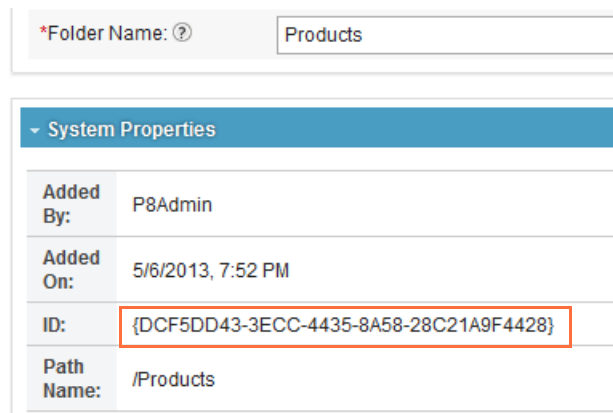 *Folder Name: ?
Products
System Properties
Added By:
P8Admin
Added On:
5/6/2013, 7:52 PM
ID:
{DCF5DD43-3ECC-4435-8A58-28C21A9F4428}
Path Name:
/Products